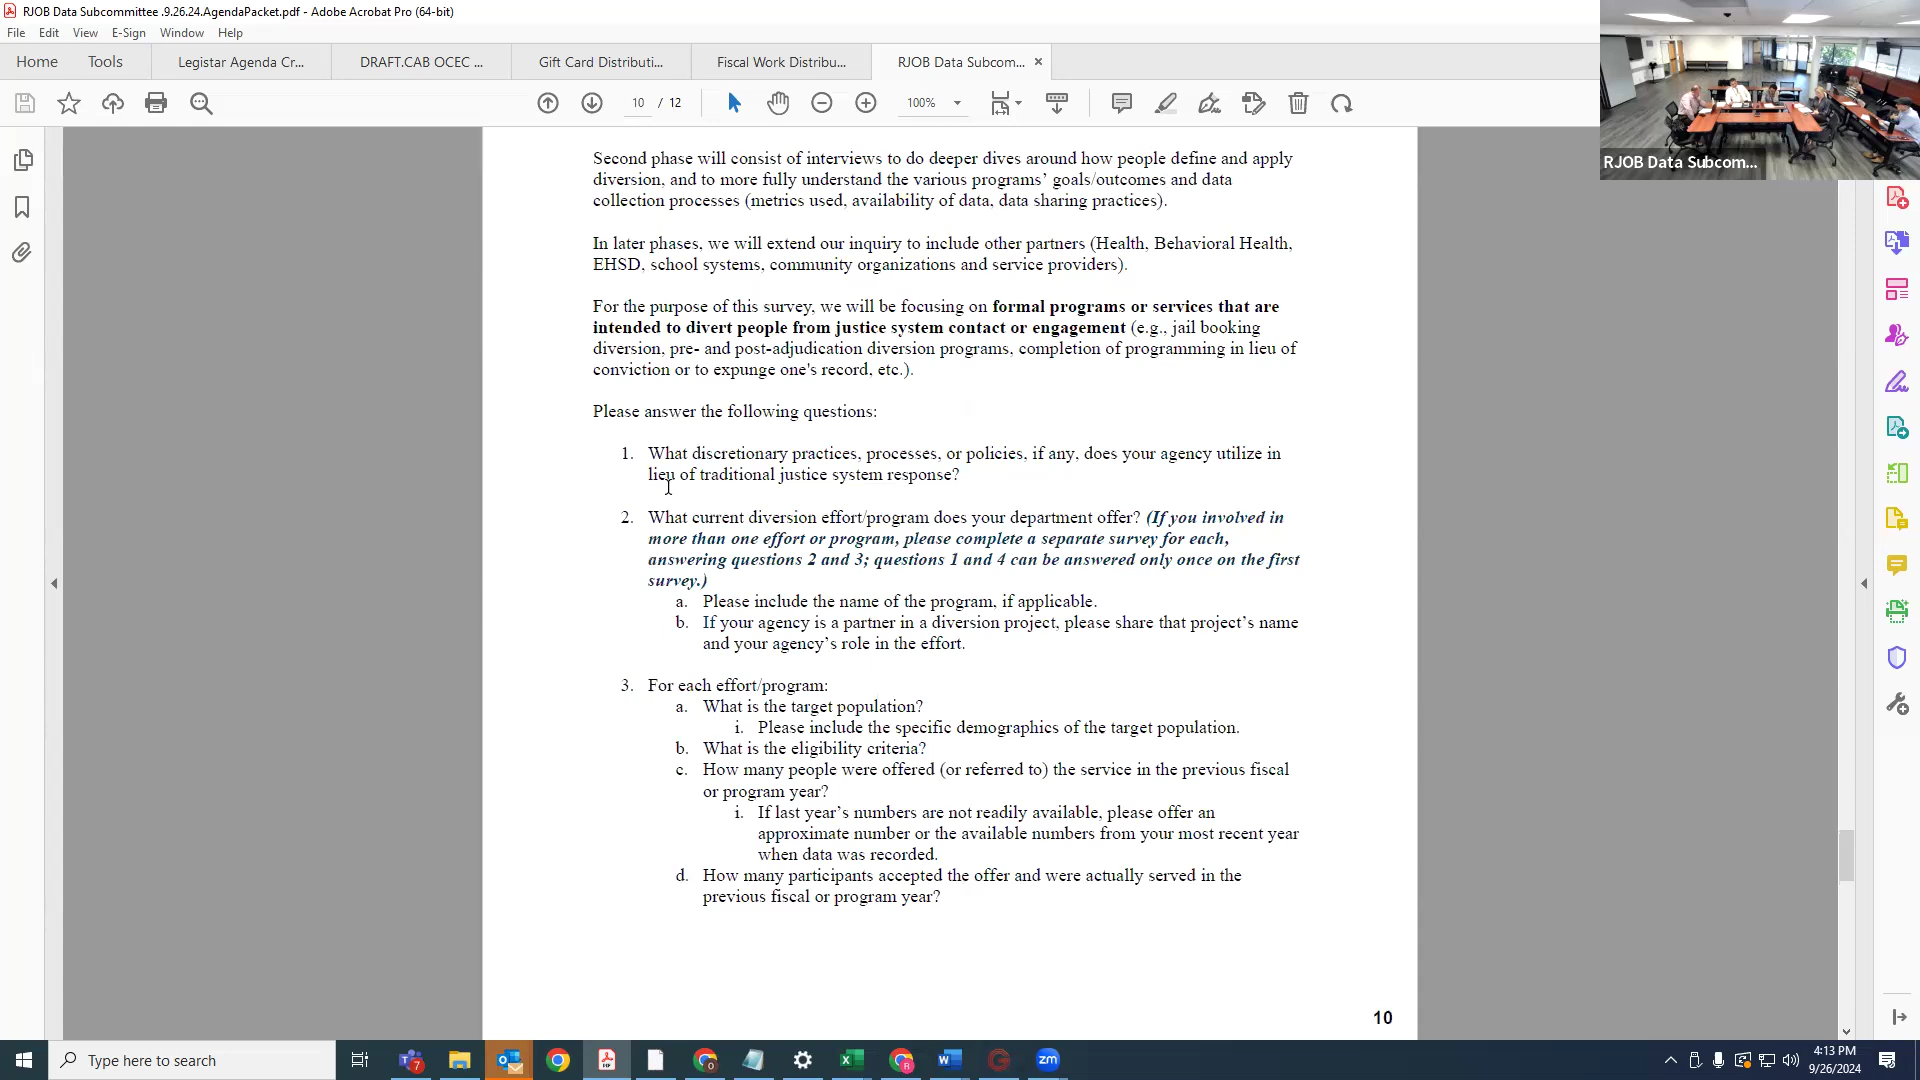 RJOB Data Subcommittee .9.26.24.AgendaPacket.pdf - Adobe Acrobat Pro (64-bit)
File Edit View E-Sign Window Help
Home Tools Legistar Agenda Cr... DRAFT.CAB OCEC ... Gift Card Distributi... Fiscal Work Distribu... RJOB Data Subcom... ×
10 / 12 100%
RJOB Data Subcom...
Second phase will consist of interviews to do deeper dives around how people define and apply
diversion, and to more fully understand the various programs’ goals/outcomes and data
collection processes (metrics used, availability of data, data sharing practices).
In later phases, we will extend our inquiry to include other partners (Health, Behavioral Health,
EHSD, school systems, community organizations and service providers).
For the purpose of this survey, we will be focusing on formal programs or services that are
intended to divert people from justice system contact or engagement (e.g., jail booking
diversion, pre- and post-adjudication diversion programs, completion of programming in lieu of
conviction or to expunge one's record, etc.).
Please answer the following questions:
1. What discretionary practices, processes, or policies, if any, does your agency utilize in
lieu of traditional justice system response?
2. What current diversion effort/program does your department offer? (If you involved in
more than one effort or program, please complete a separate survey for each,
answering questions 2 and 3; questions 1 and 4 can be answered only once on the first
survey.)
a. Please include the name of the program, if applicable.
b. If your agency is a partner in a diversion project, please share that project’s name
and your agency’s role in the effort.
3. For each effort/program:
a. What is the target population?
i. Please include the specific demographics of the target population.
b. What is the eligibility criteria?
c. How many people were offered (or referred to) the service in the previous fiscal
or program year?
i. If last year’s numbers are not readily available, please offer an
approximate number or the available numbers from your most recent year
when data was recorded.
d. How many participants accepted the offer and were actually served in the
previous fiscal or program year?
10
Type here to search
7
zm
4:13 PM
9/26/2024